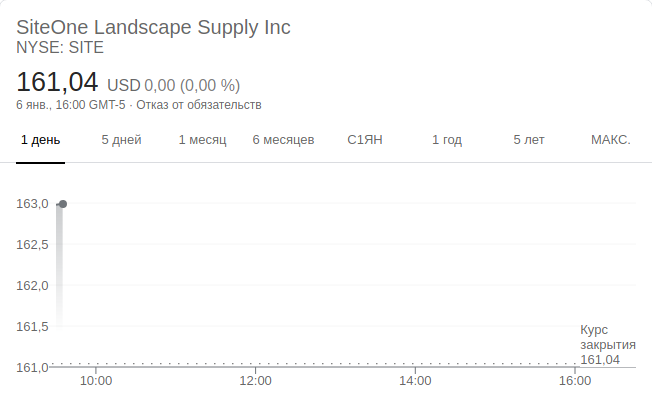 SiteOne Landscape Supply Inc
NYSE: SITE
161,04 USD 0,00 (0,00 %)
6 янв., 16:00 GMT-5 · Отказ от обязательств
1 день 5 дней 1 месяц 6 месяцев С1ЯН 1 год 5 лет МАКС.
163,0
162,5
162,0
161,5
161,0
Курс
закрытия
161,04
10:00 12:00 14:00 16:00